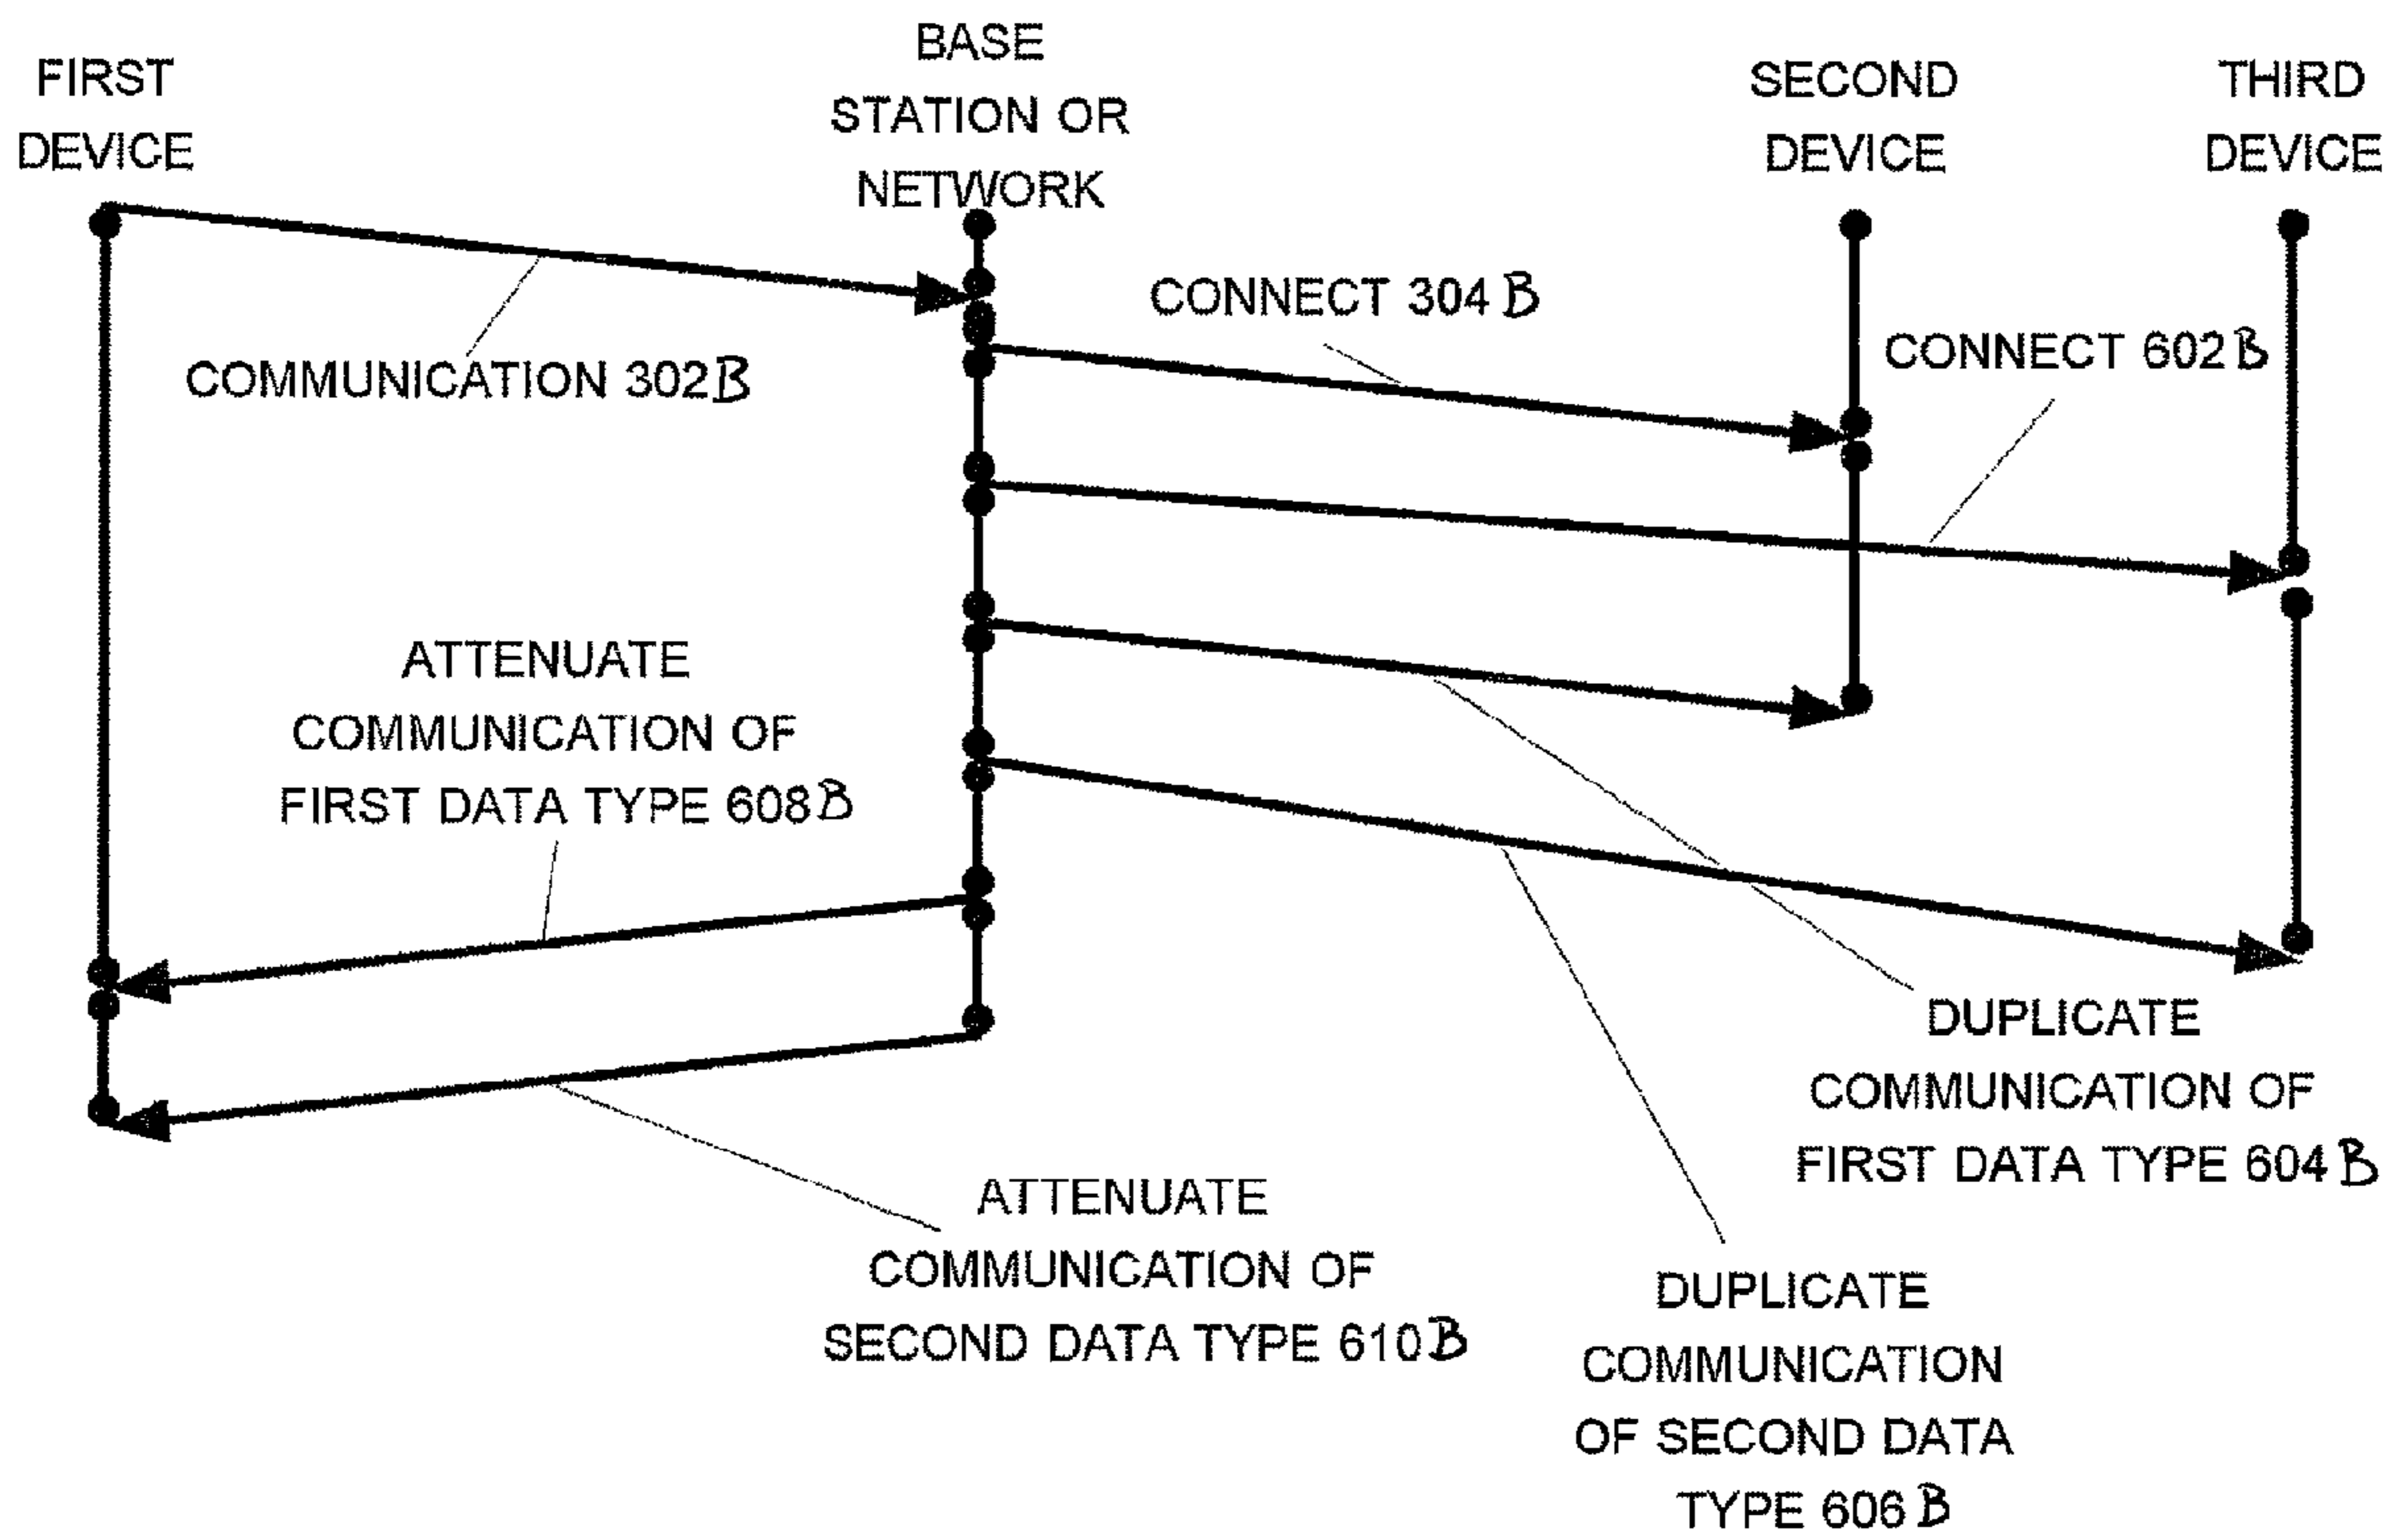 FIRST
DEVICE
BASE
STATION OR
NETWORK
SECOND
DEVICE
THIRD
DEVICE
COMMUNICATION 302B
CONNECT 304B
CONNECT 602B
ATTENUATE
COMMUNICATION OF
FIRST DATA TYPE 608B
DUPLICATE
COMMUNICATION OF
FIRST DATA TYPE 604B
ATTENUATE
COMMUNICATION OF
SECOND DATA TYPE 610B
DUPLICATE
COMMUNICATION
OF SECOND DATA
TYPE 606B